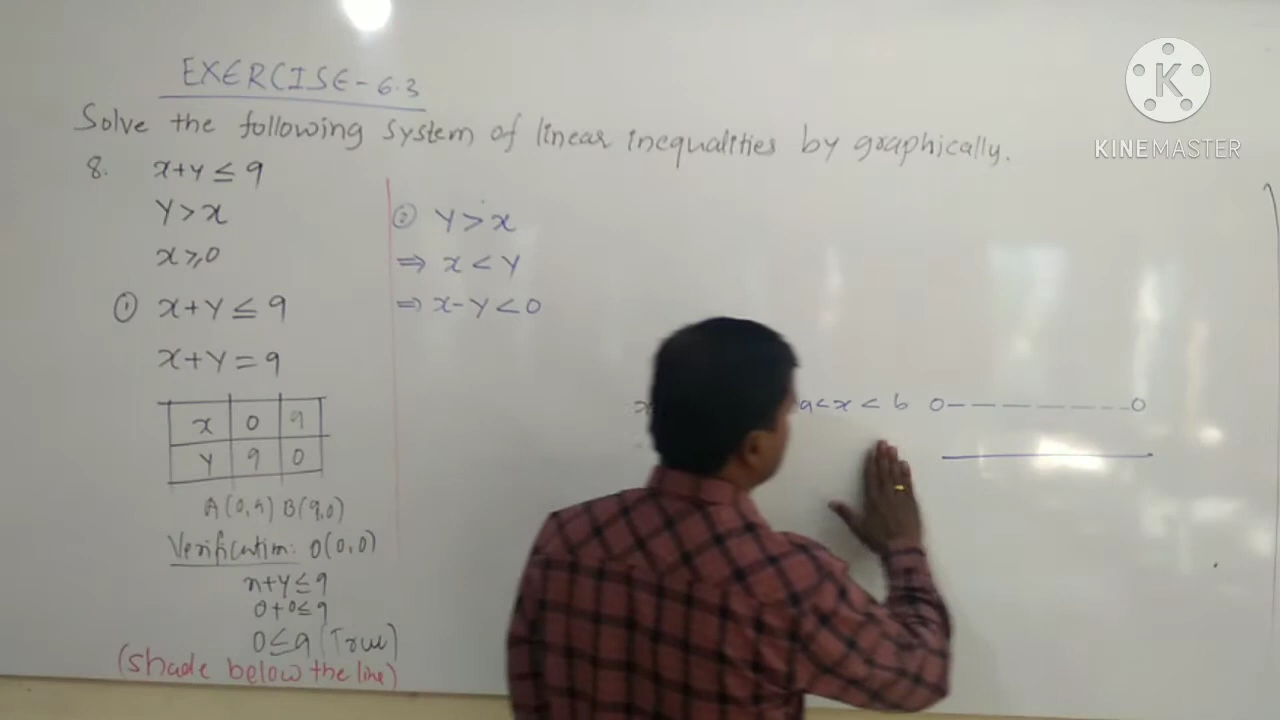 EXERCISE-6.3
Solve the following system of linear inequalities by graphically.
8. x+y ≤ 9
y > x
x ≥ 0
① x+y ≤ 9
x+y = 9
x 0 9
y 9 0
A(0,9) B(9,0)
Verification: O(0,0)
x+y ≤ 9
0+0 ≤ 9
0 ≤ 9 (True)
(shade below the line)
② y > x
⇒ x < y
⇒ x-y < 0
a<x<b 0-------0
K
KINEMASTER